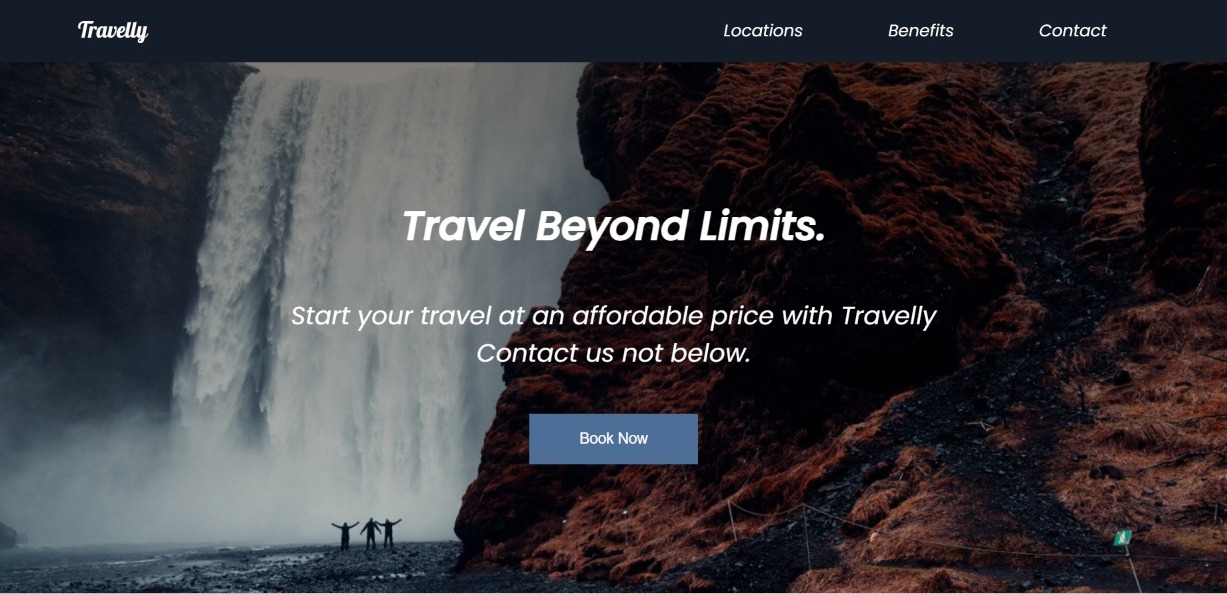 Travelly
Locations
Benefits
Contact
Travel Beyond Limits.
Start your travel at an affordable price with Travelly
Contact us not below.
Book Now